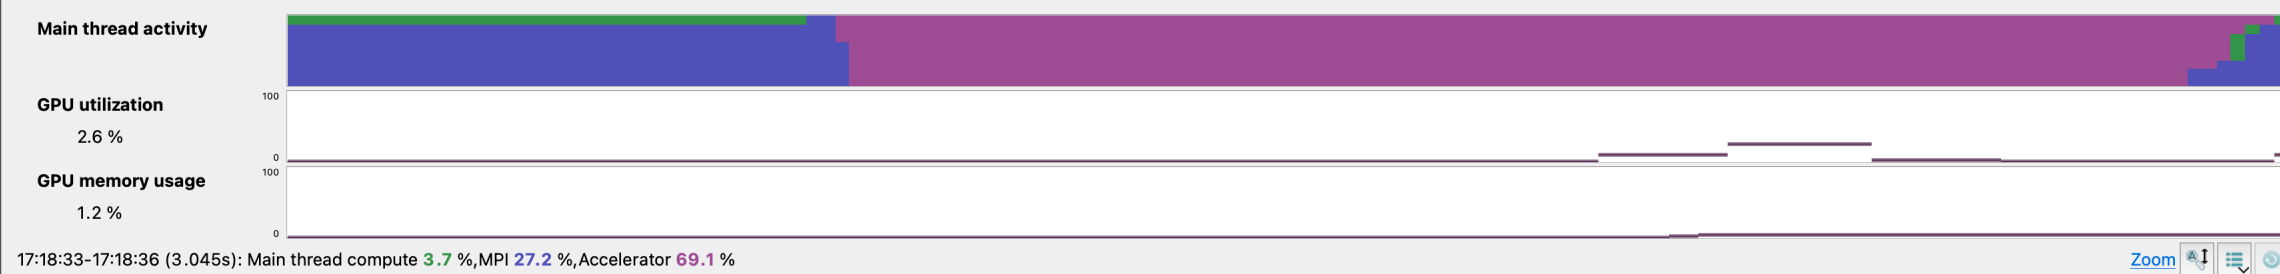 Main thread activity
GPU utilization
100
2.6 %
0
GPU memory usage
100
1.2 %
0
17:18:33-17:18:36 (3.045s): Main thread compute 3.7 %,MPI 27.2 %,Accelerator 69.1 %
Zoom